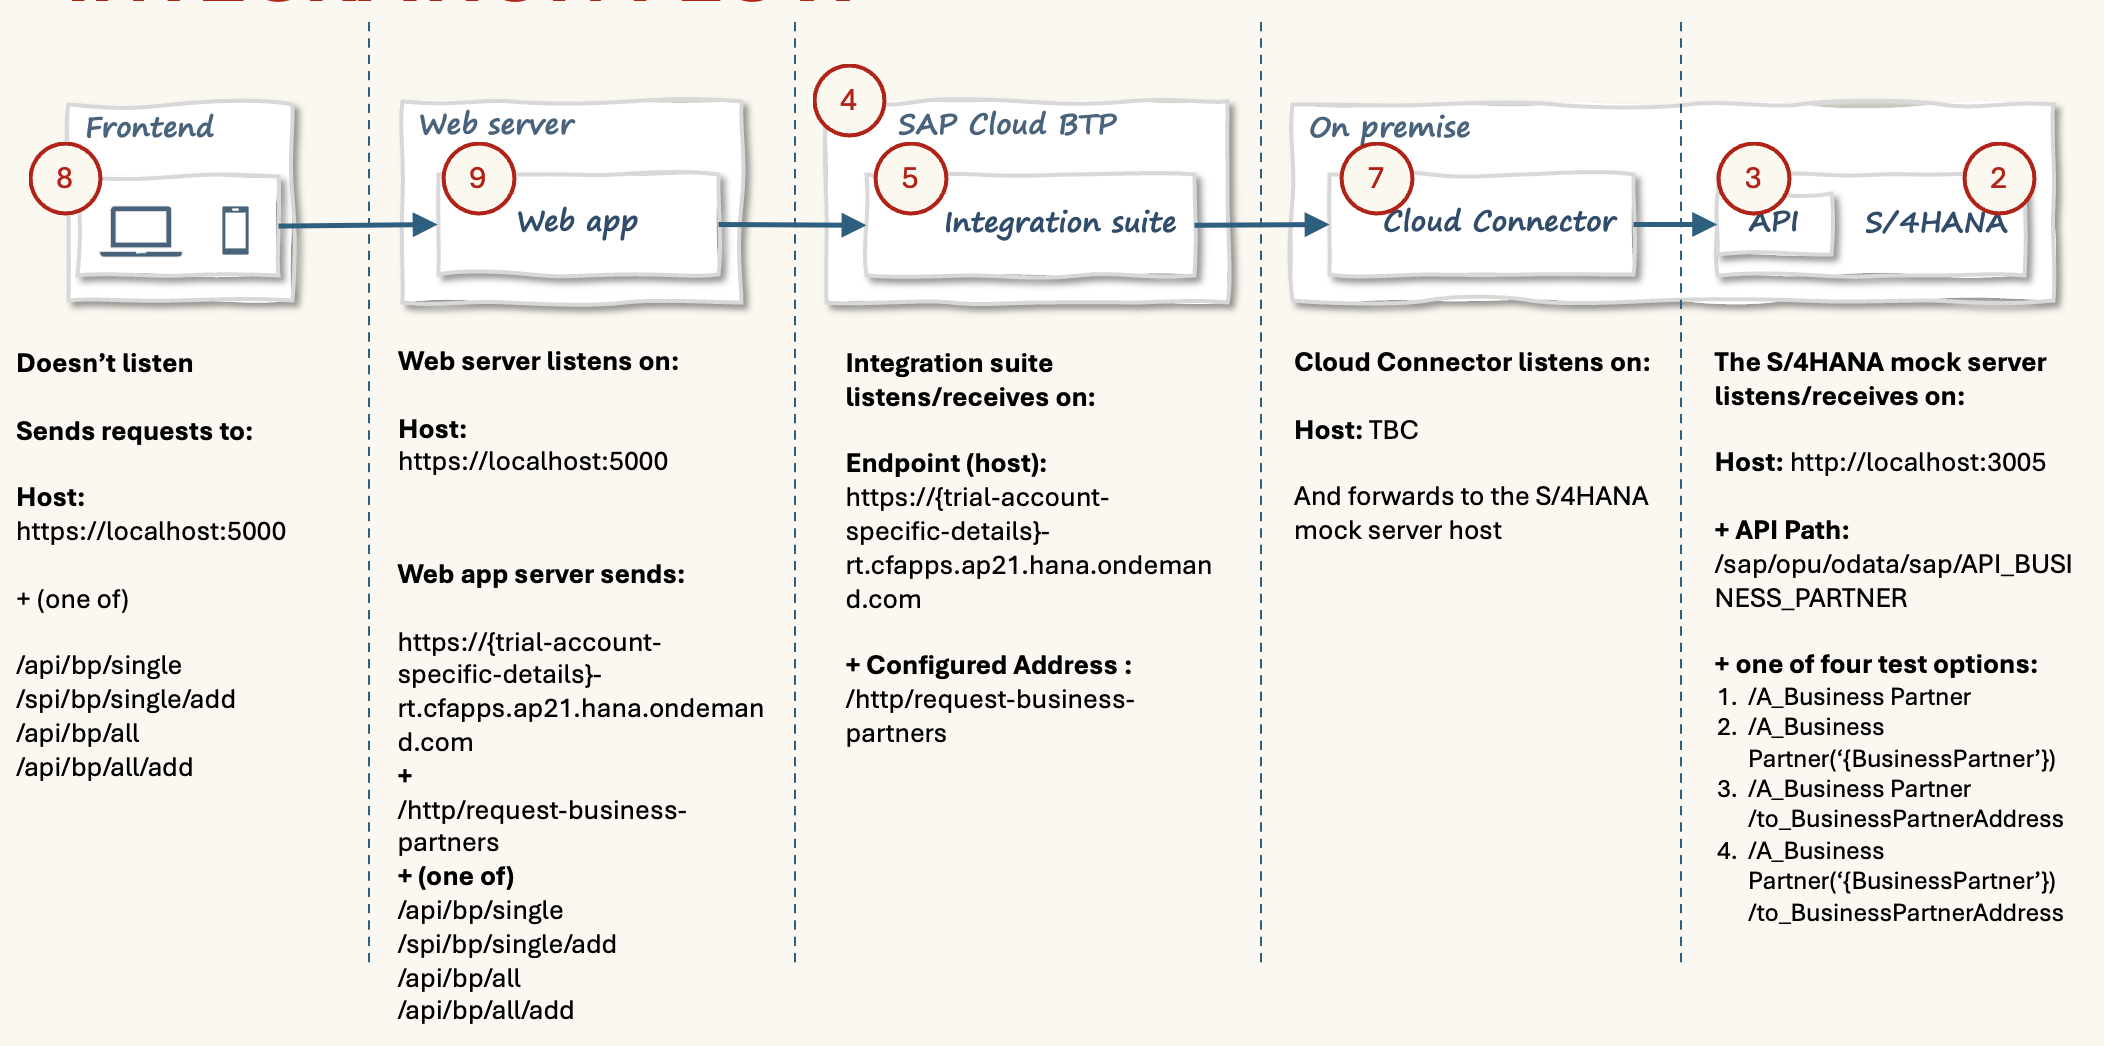 Frontend
8
Web server
9
Web app
4
SAP Cloud BTP
5
Integration suite
On premise
7
Cloud Connector
3
API
2
S/4HANA
Doesn’t listen
Sends requests to:
Host:
https://localhost:5000
+ (one of)
/api/bp/single
/spi/bp/single/add
/api/bp/all
/api/bp/all/add
Web server listens on:
Host:
https://localhost:5000
Web app server sends:
https://{trial-account-
specific-details}-
rt.cfapps.ap21.hana.ondeman
d.com
+
/http/request-business-
partners
+ (one of)
/api/bp/single
/spi/bp/single/add
/api/bp/all
/api/bp/all/add
Integration suite
listens/receives on:
Endpoint (host):
https://{trial-account-
specific-details}-
rt.cfapps.ap21.hana.ondeman
d.com
+ Configured Address :
/http/request-business-
partners
Cloud Connector listens on:
Host: TBC
And forwards to the S/4HANA
mock server host
The S/4HANA mock server
listens/receives on:
Host: http://localhost:3005
+ API Path:
/sap/opu/odata/sap/API_BUSI
NESS_PARTNER
+ one of four test options:
1. /A_Business Partner
2. /A_Business
Partner(‘{BusinessPartner’})
3. /A_Business Partner
/to_BusinessPartnerAddress
4. /A_Business
Partner(‘{BusinessPartner’})
/to_BusinessPartnerAddress